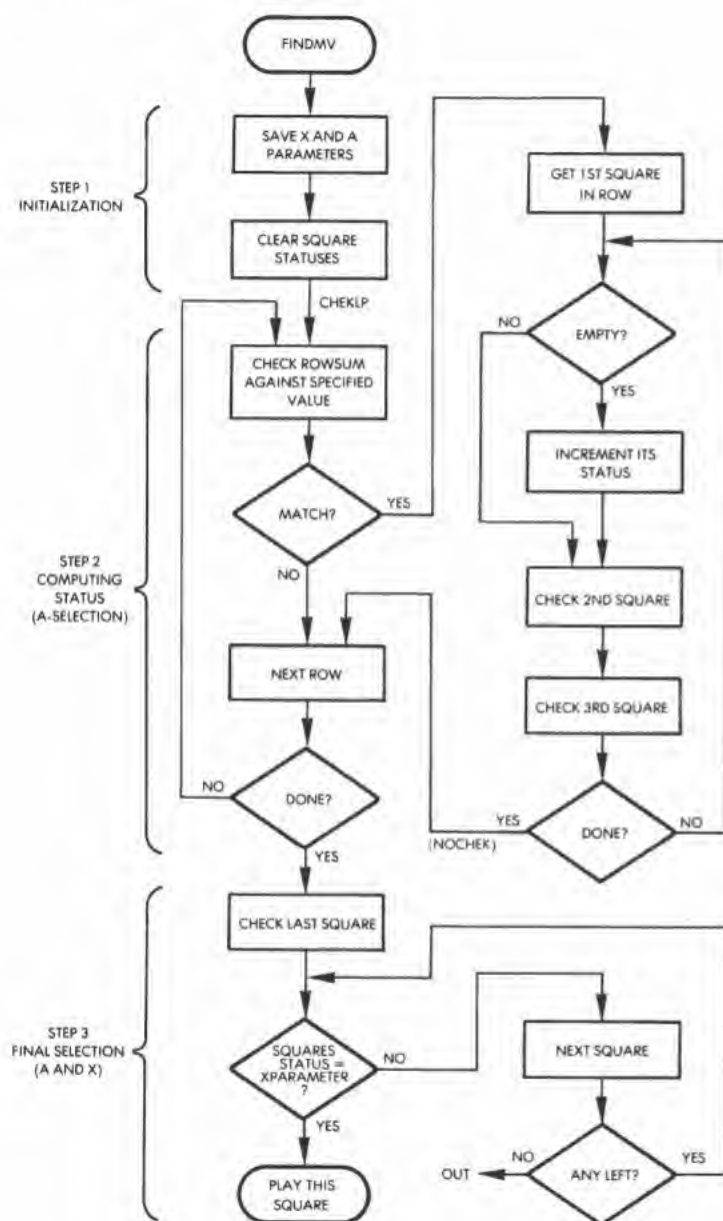 FINDMV
SAVE X AND A
PARAMETERS
STEP 1
INITIALIZATION
CLEAR SQUARE
STATUSES
CHEKLP
CHECK ROWSUM
AGAINST SPECIFIED
VALUE
MATCH?
YES
NO
STEP 2
COMPUTING
STATUS
(A-SELECTION)
NEXT ROW
NO
DONE?
YES
GET 1ST SQUARE
IN ROW
NO
EMPTY?
YES
INCREMENT ITS
STATUS
CHECK 2ND SQUARE
CHECK 3RD SQUARE
YES
(NOCHEK)
DONE?
NO
CHECK LAST SQUARE
STEP 3
FINAL SELECTION
(A AND X)
SQUARES
STATUS =
XPARAMETER
?
NO
YES
PLAY THIS
SQUARE
NEXT SQUARE
OUT
NO
ANY LEFT?
YES